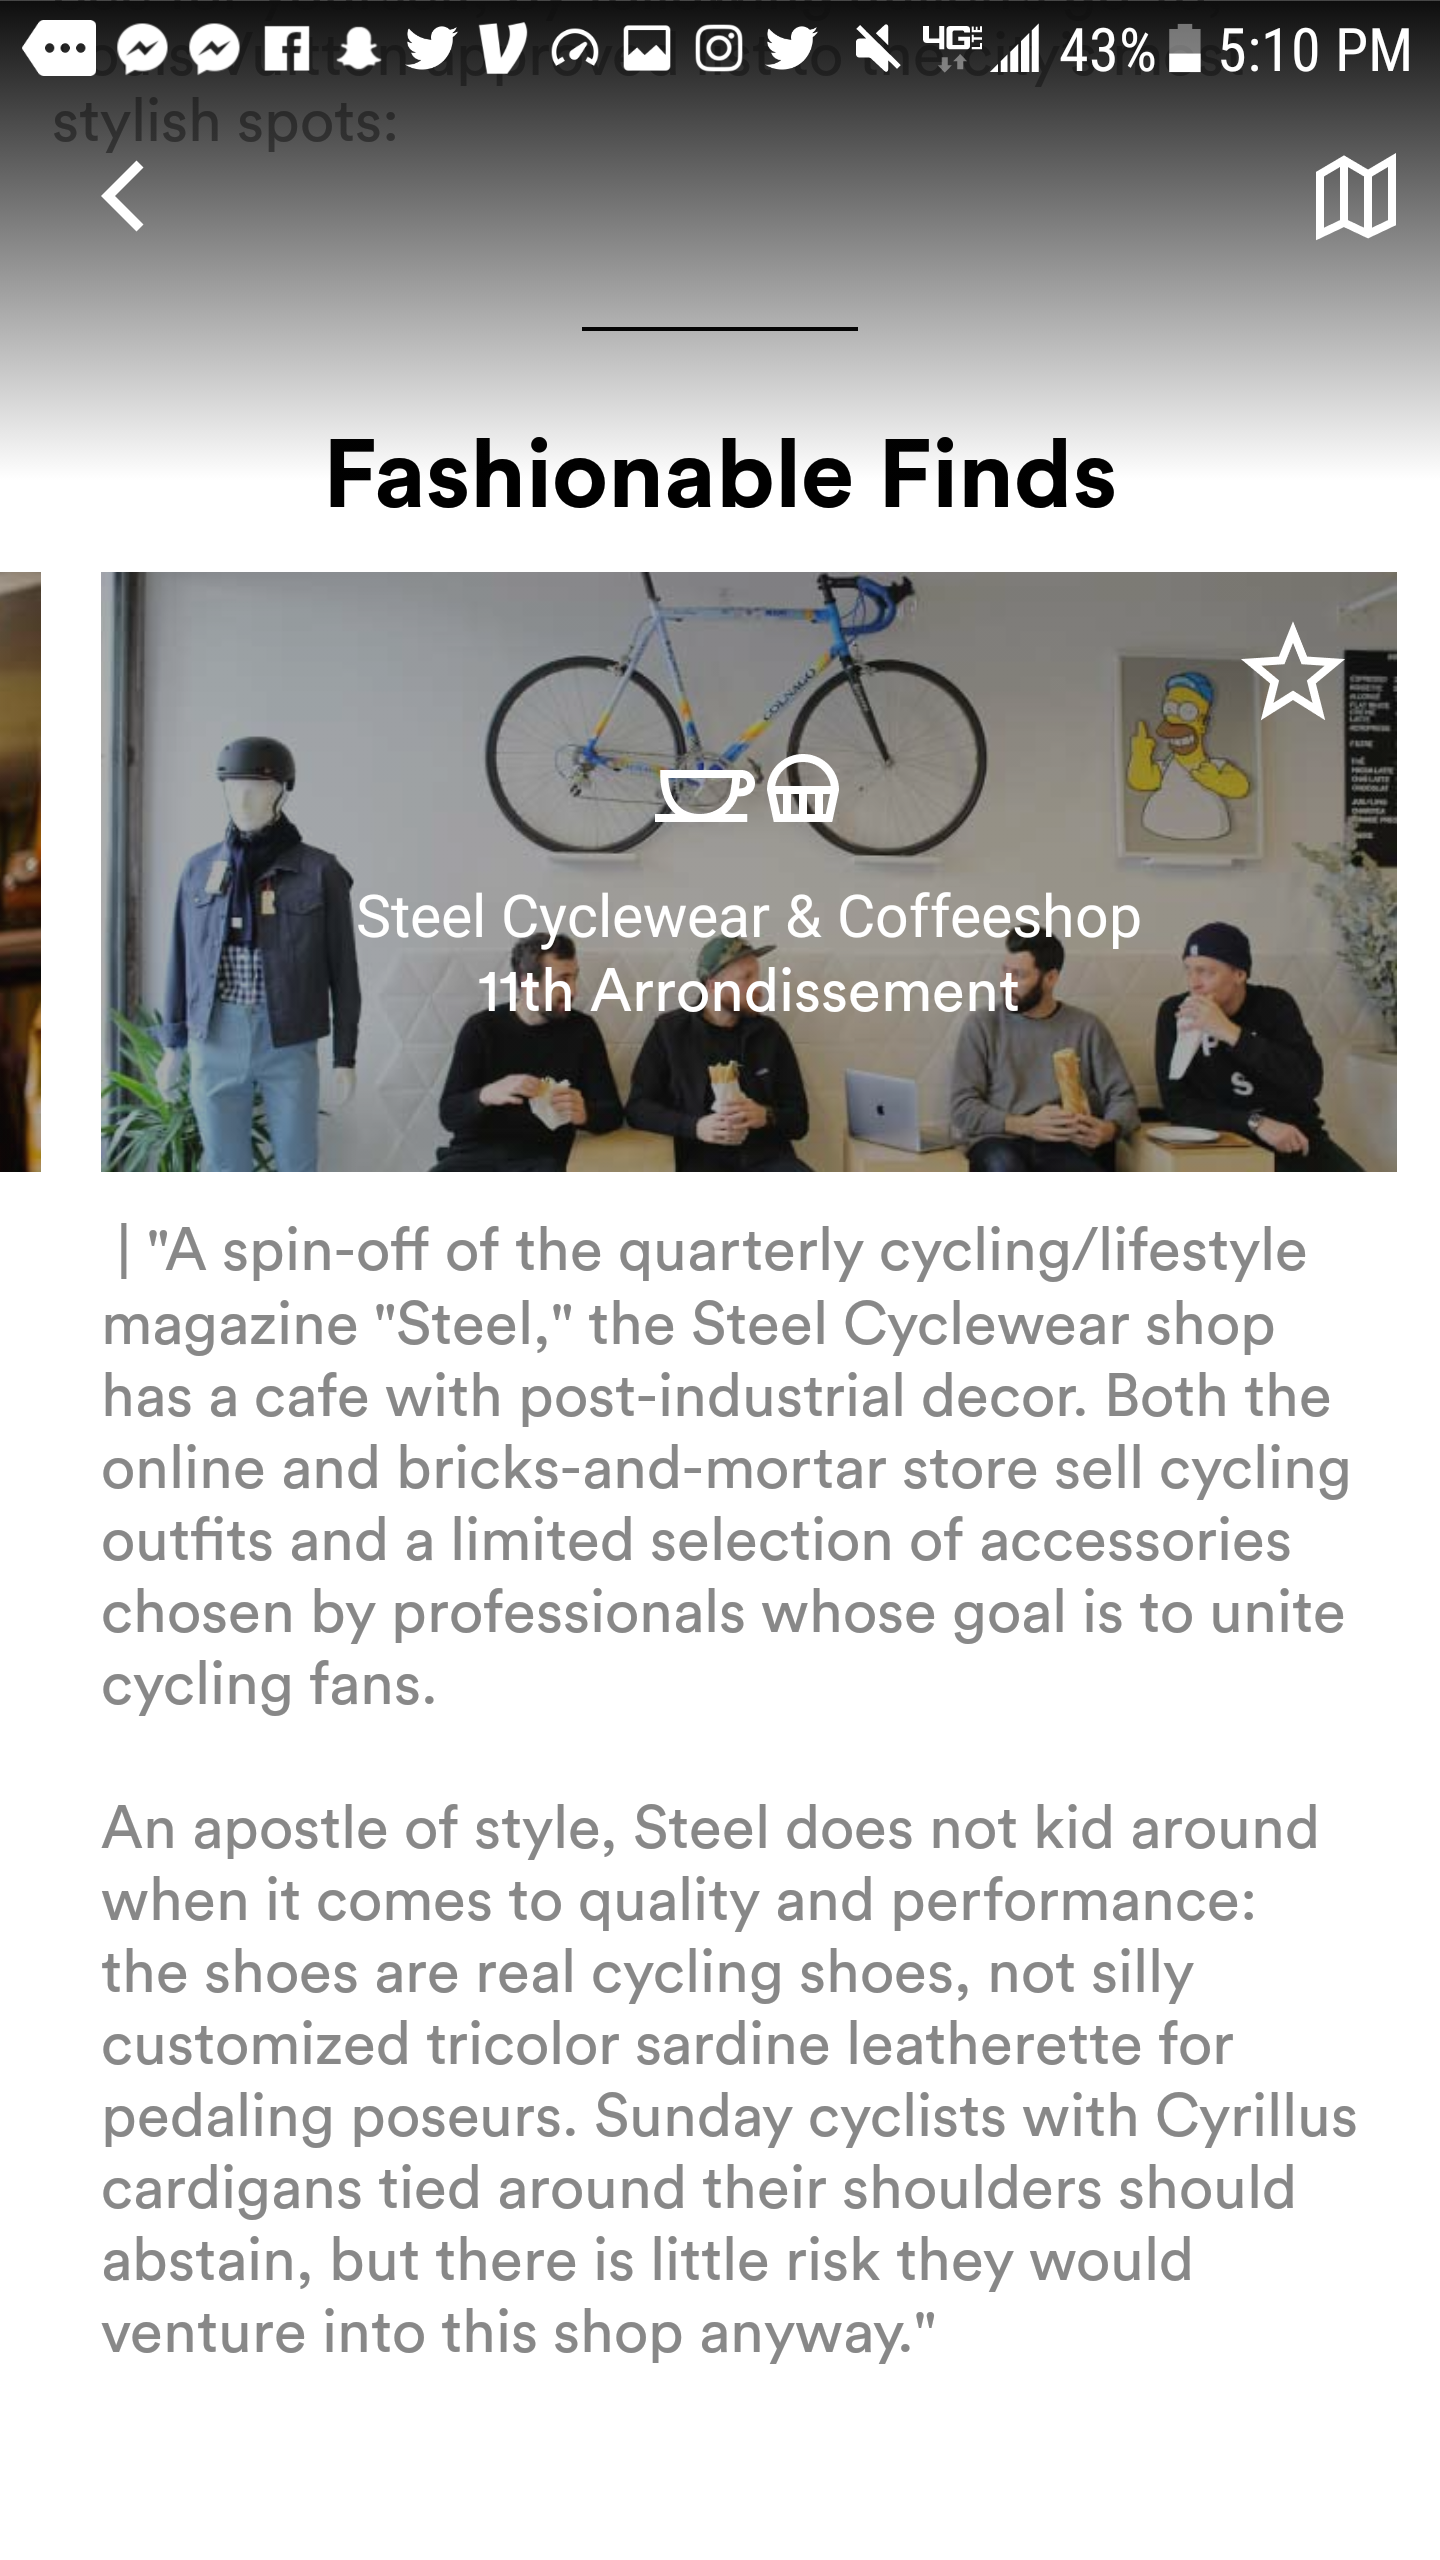 43% 5:10 PM
stylish spots:
Fashionable Finds
COLNAGO
Steel Cyclewear & Coffeeshop
11th Arrondissement
| "A spin-off of the quarterly cycling/lifestyle
magazine "Steel," the Steel Cyclewear shop
has a cafe with post-industrial decor. Both the
online and bricks-and-mortar store sell cycling
outfits and a limited selection of accessories
chosen by professionals whose goal is to unite
cycling fans.
An apostle of style, Steel does not kid around
when it comes to quality and performance:
the shoes are real cycling shoes, not silly
customized tricolor sardine leatherette for
pedaling poseurs. Sunday cyclists with Cyrillus
cardigans tied around their shoulders should
abstain, but there is little risk they would
venture into this shop anyway."